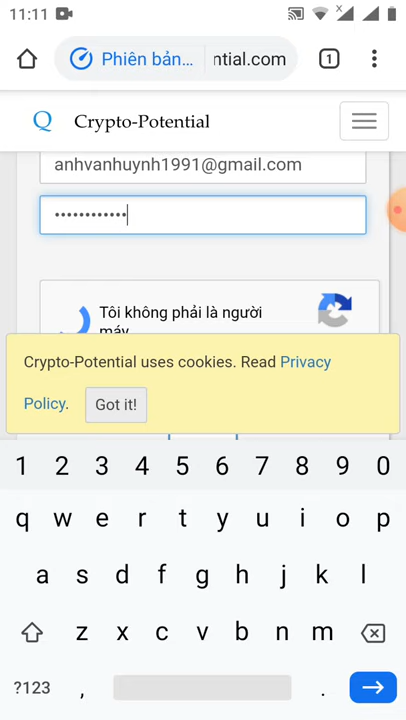 11:11
Phiên bản... ntial.com 1
Q Crypto-Potential
anhvanhuynh1991@gmail.com
••••••••••••
Tôi không phải là người
máy
Crypto-Potential uses cookies. Read Privacy
Policy. Got it!
1 2 3 4 5 6 7 8 9 0
q w e r t y u i o p
a s d f g h j k l
z x c v b n m
?123 , .